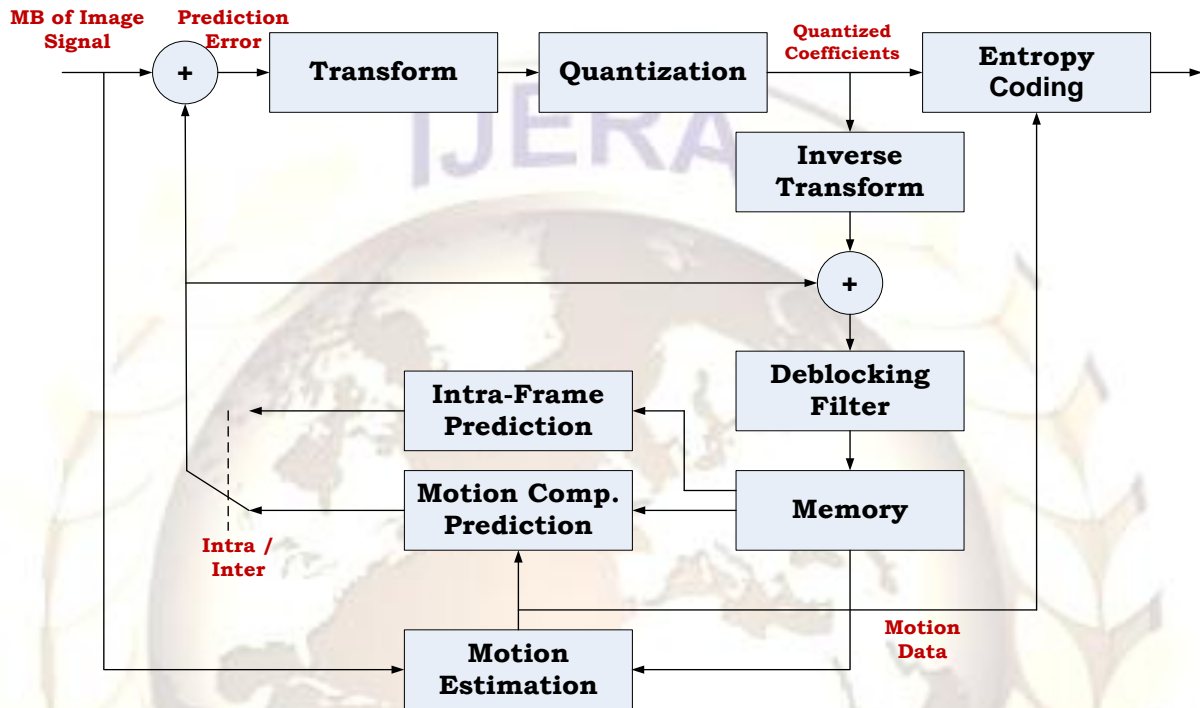 MB of Image
Signal
Prediction
Error
+
Transform
Quantization
Quantized
Coefficients
Entropy
Coding
IJERA
Inverse
Transform
+
Deblocking
Filter
Intra-Frame
Prediction
Motion Comp.
Prediction
Memory
Intra /
Inter
Motion
Data
Motion
Estimation